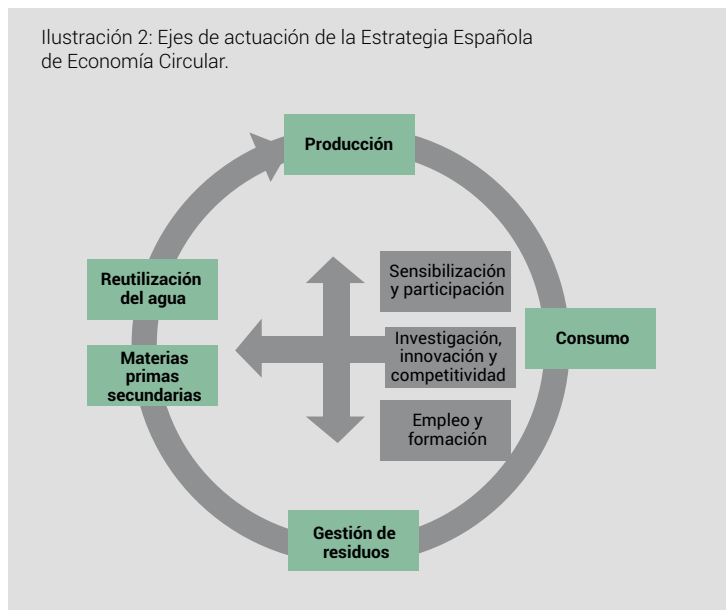 Ilustración 2: Ejes de actuación de la Estrategia Española
de Economía Circular.
Producción
Reutilización
del agua
Materias
primas
secundarias
Sensibilización
y participación
Investigación,
innovación y
competitividad
Empleo y
formación
Consumo
Gestión de
residuos